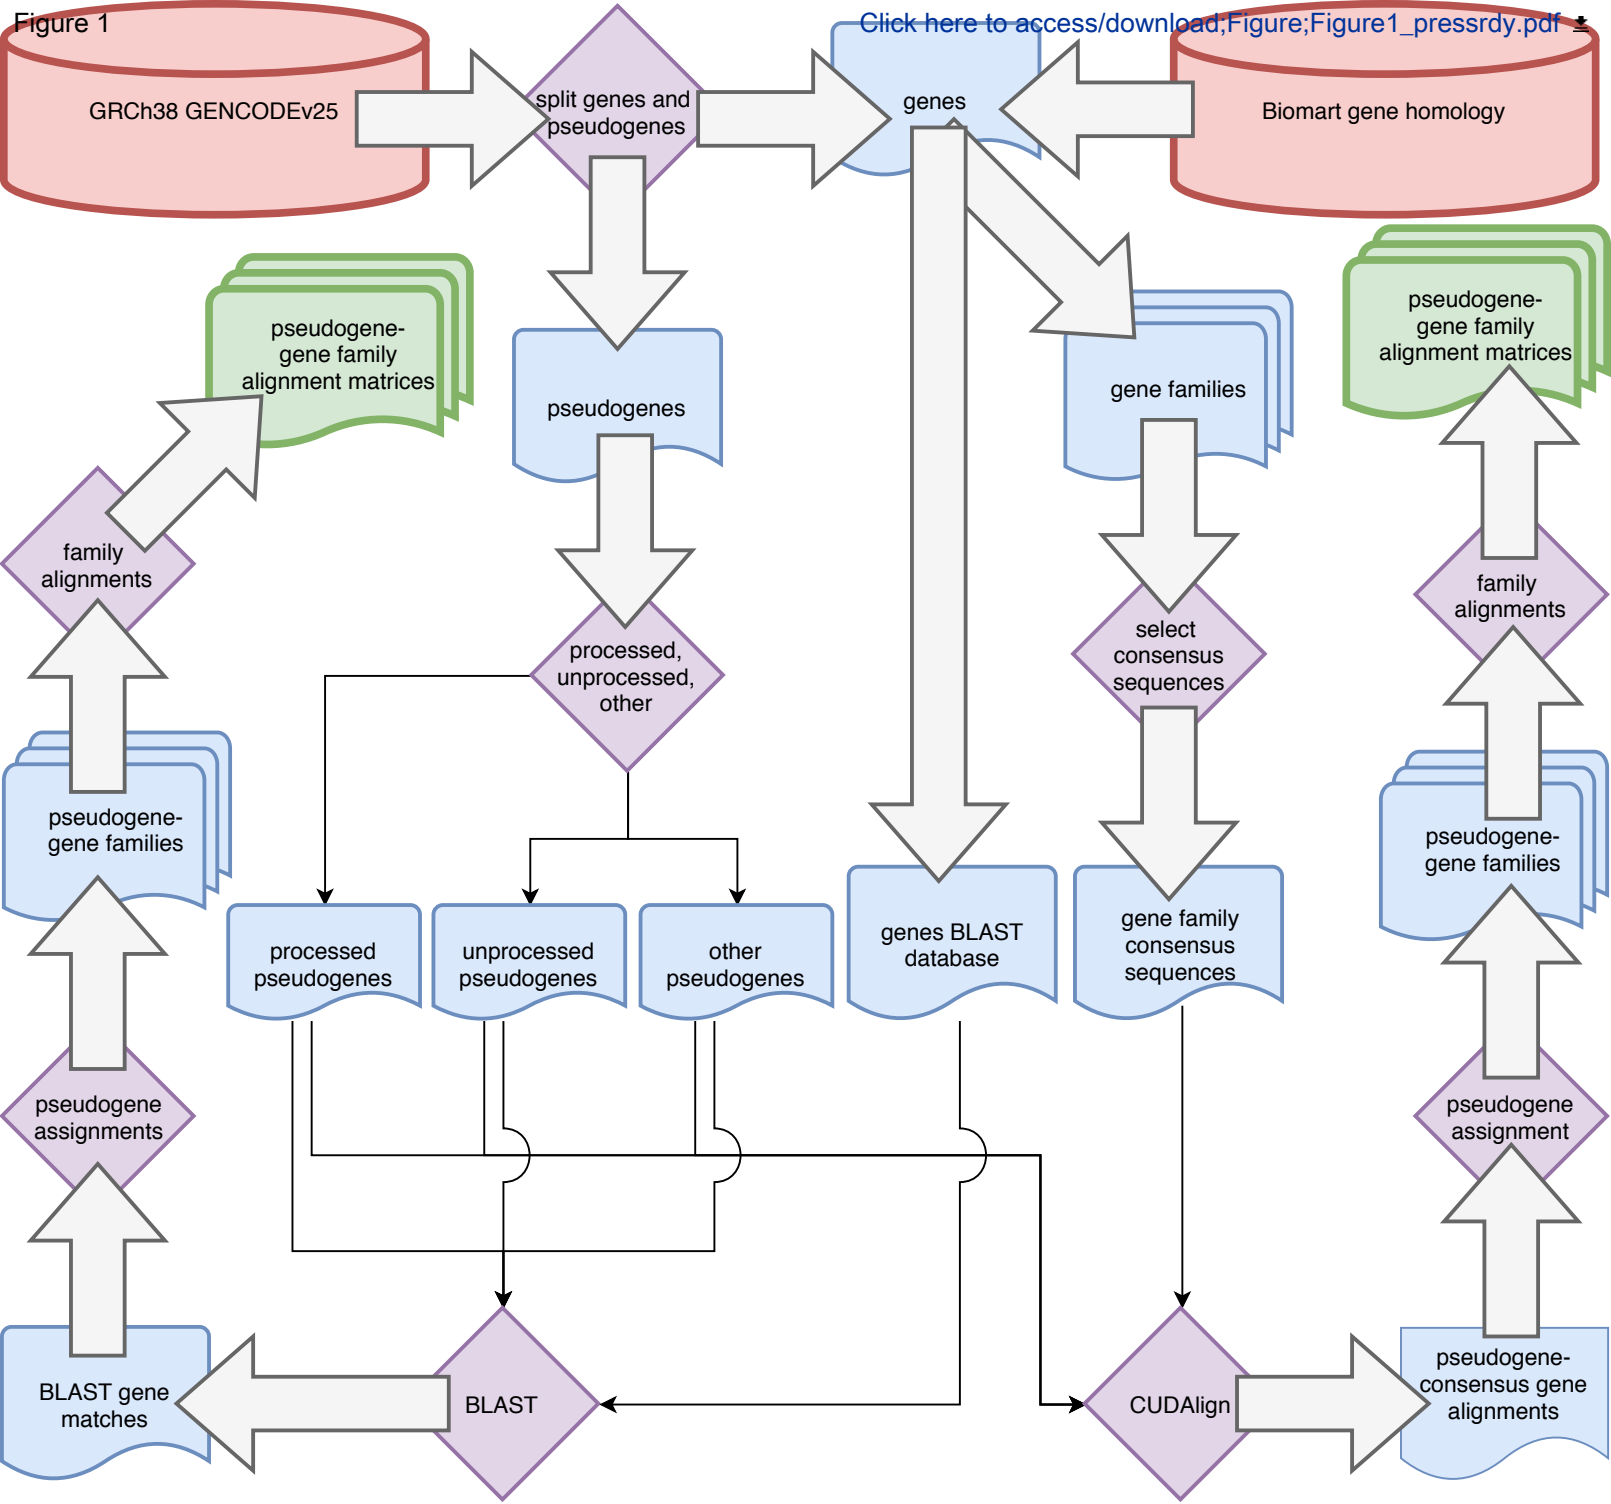 Figure 1
Click here to access/download;Figure;Figure1_pressrdy.pdf
GRCh38 GENCODEv25
split genes and
pseudogenes
genes
Biomart gene homology
pseudogene-
gene family
alignment matrices
pseudogenes
gene families
pseudogene-
gene family
alignment matrices
family
alignments
processed,
unprocessed,
other
select
consensus
sequences
family
alignments
pseudogene-
gene families
processed
pseudogenes
unprocessed
pseudogenes
other
pseudogenes
genes BLAST
database
gene family
consensus
sequences
pseudogene-
gene families
pseudogene
assignments
pseudogene
assignment
BLAST gene
matches
BLAST
CUDAlign
pseudogene-
consensus gene
alignments